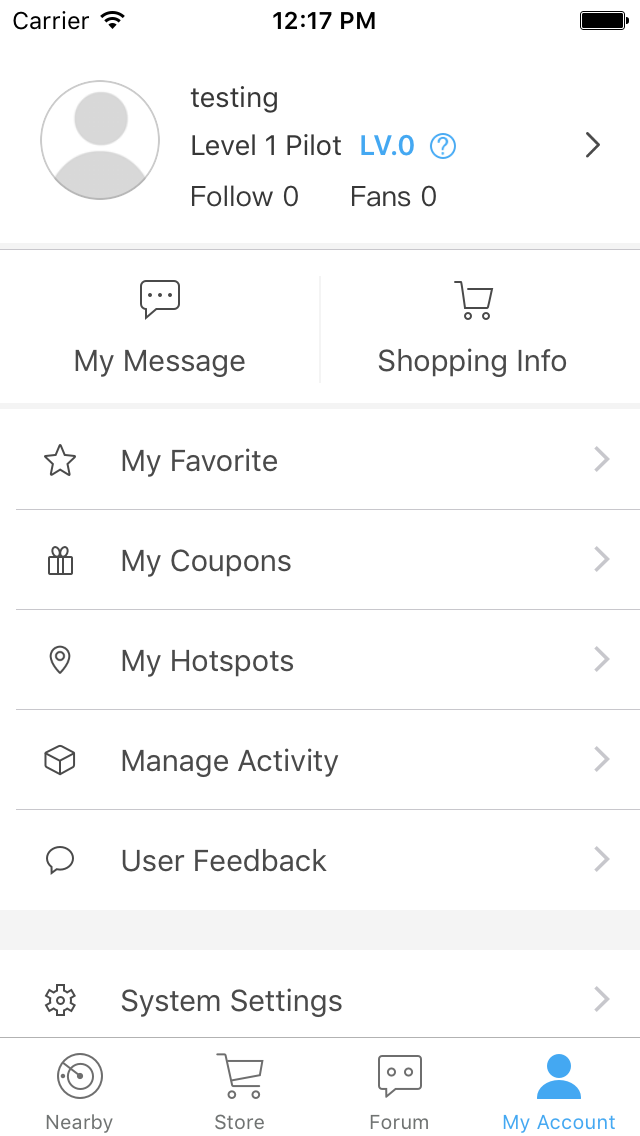 Carrier 12:17 PM
testing
Level 1 Pilot LV.0 ?
Follow 0 Fans 0
My Message Shopping Info
My Favorite
My Coupons
My Hotspots
Manage Activity
User Feedback
System Settings
Nearby Store Forum My Account